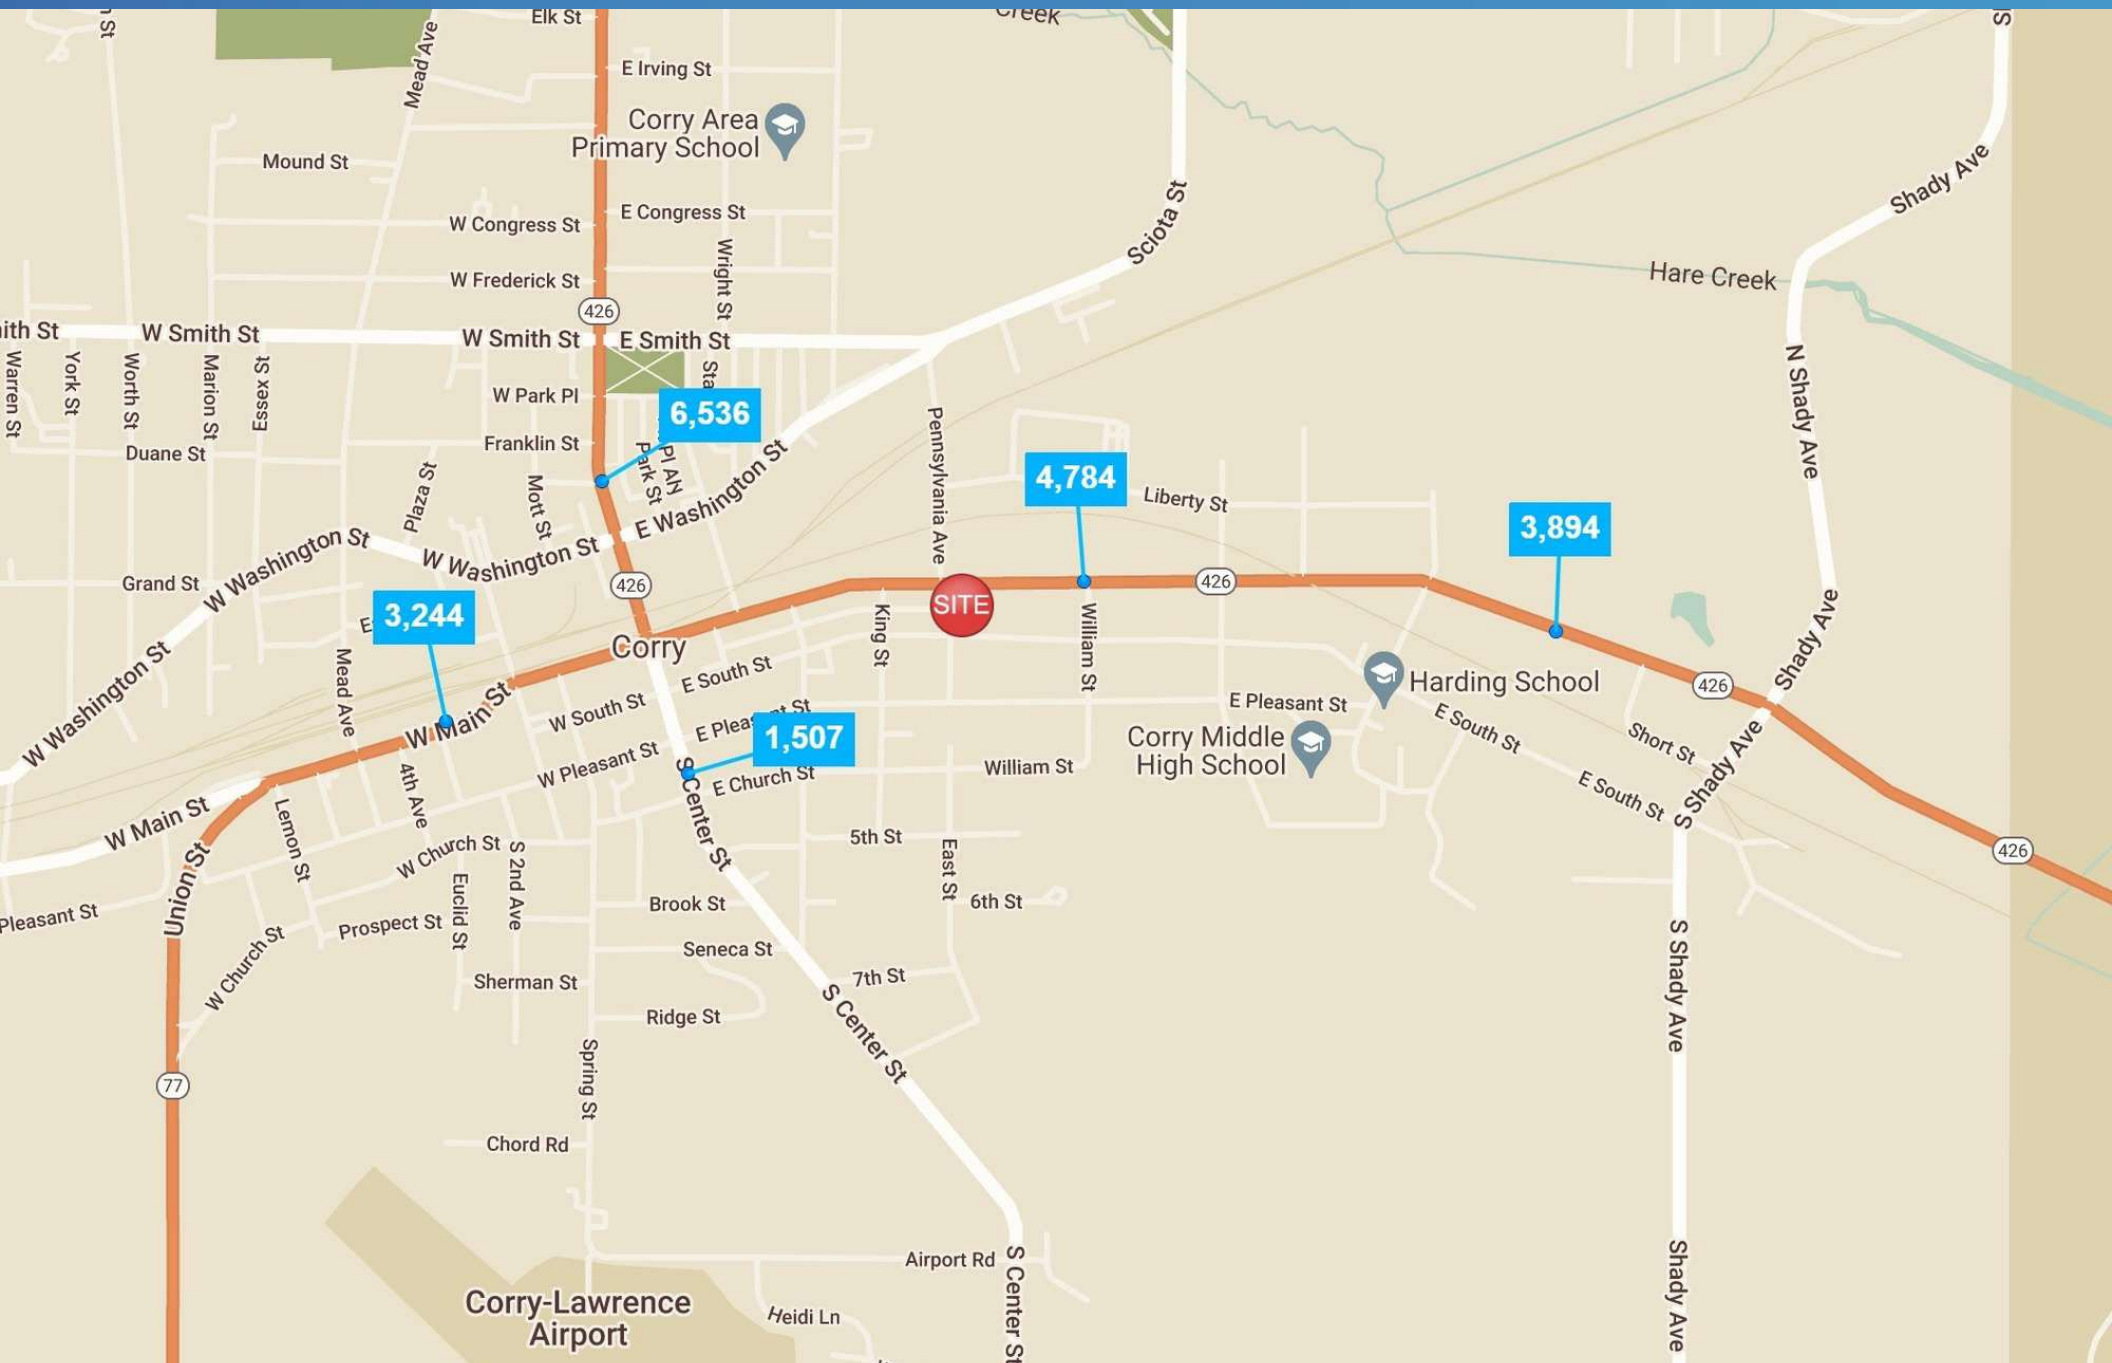 Elk St
Creek
Mead Ave
E Irving St
Corry Area
Primary School
Mound St
Shady Ave
W Congress St
E Congress St
Sciota St
Wright St
W Frederick St
Hare Creek
426
W Smith St
W Smith St
E Smith St
Warren St
York St
Worth St
Marion St
Essex St
W Park Pl
N Shady Ave
6,536
Franklin St
Duane St
Park St
Pennsylvania Ave
4,784
Liberty St
Plaza St
Mott St
3,894
E Washington St
W Washington St
W Washington St
Grand St
426
426
SITE
3,244
King St
William St
Corry
Shady Ave
W Washington St
Mead Ave
E South St
Harding School
426
W Main St
W South St
E Pleasant St
E Pleasant St
1,507
E South St
Short St
Corry Middle
High School
W Pleasant St
William St
E Church St
S Center St
4th Ave
S Shady Ave
E South St
W Main St
Lemon St
5th St
W Church St
S 2nd Ave
East St
426
Union St
Euclid St
Brook St
6th St
Pleasant St
Prospect St
Seneca St
W Church St
Sherman St
7th St
S Shady Ave
Ridge St
S Center St
77
Spring St
Chord Rd
Airport Rd
S Center St
Shady Ave
Corry-Lawrence
Airport
Heidi Ln